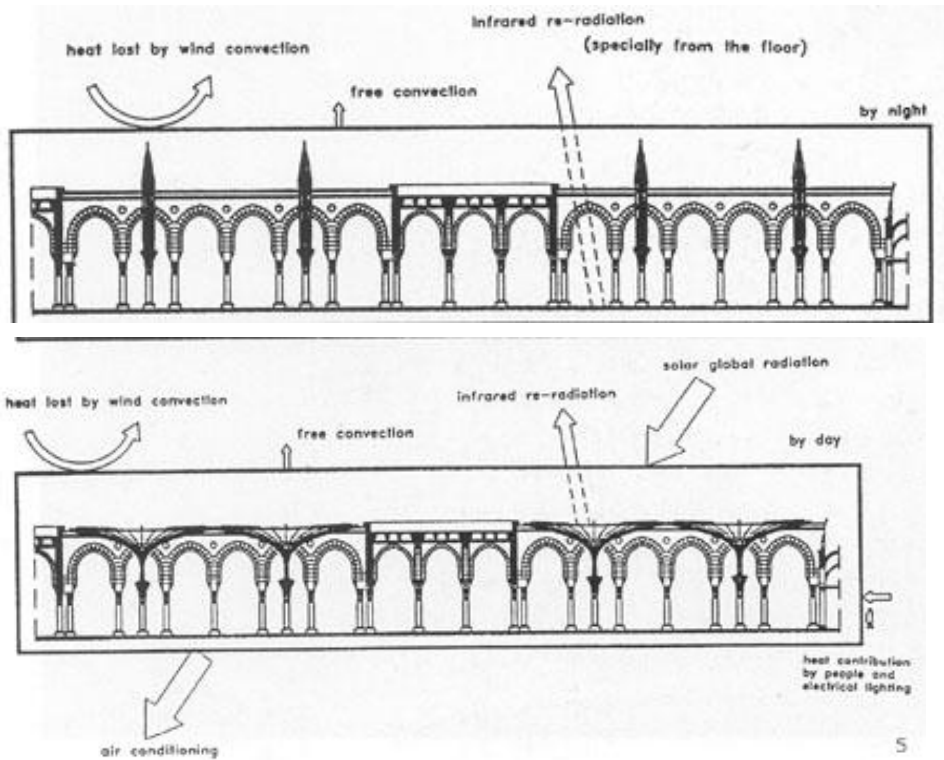 infrared re-radiation
(specially from the floor)
heat lost by wind convection
free convection
by night
solar global radiation
infrared re-radiation
heat lost by wind convection
free convection
by day
heat contribution
by people and
electrical lighting
air conditioning
5